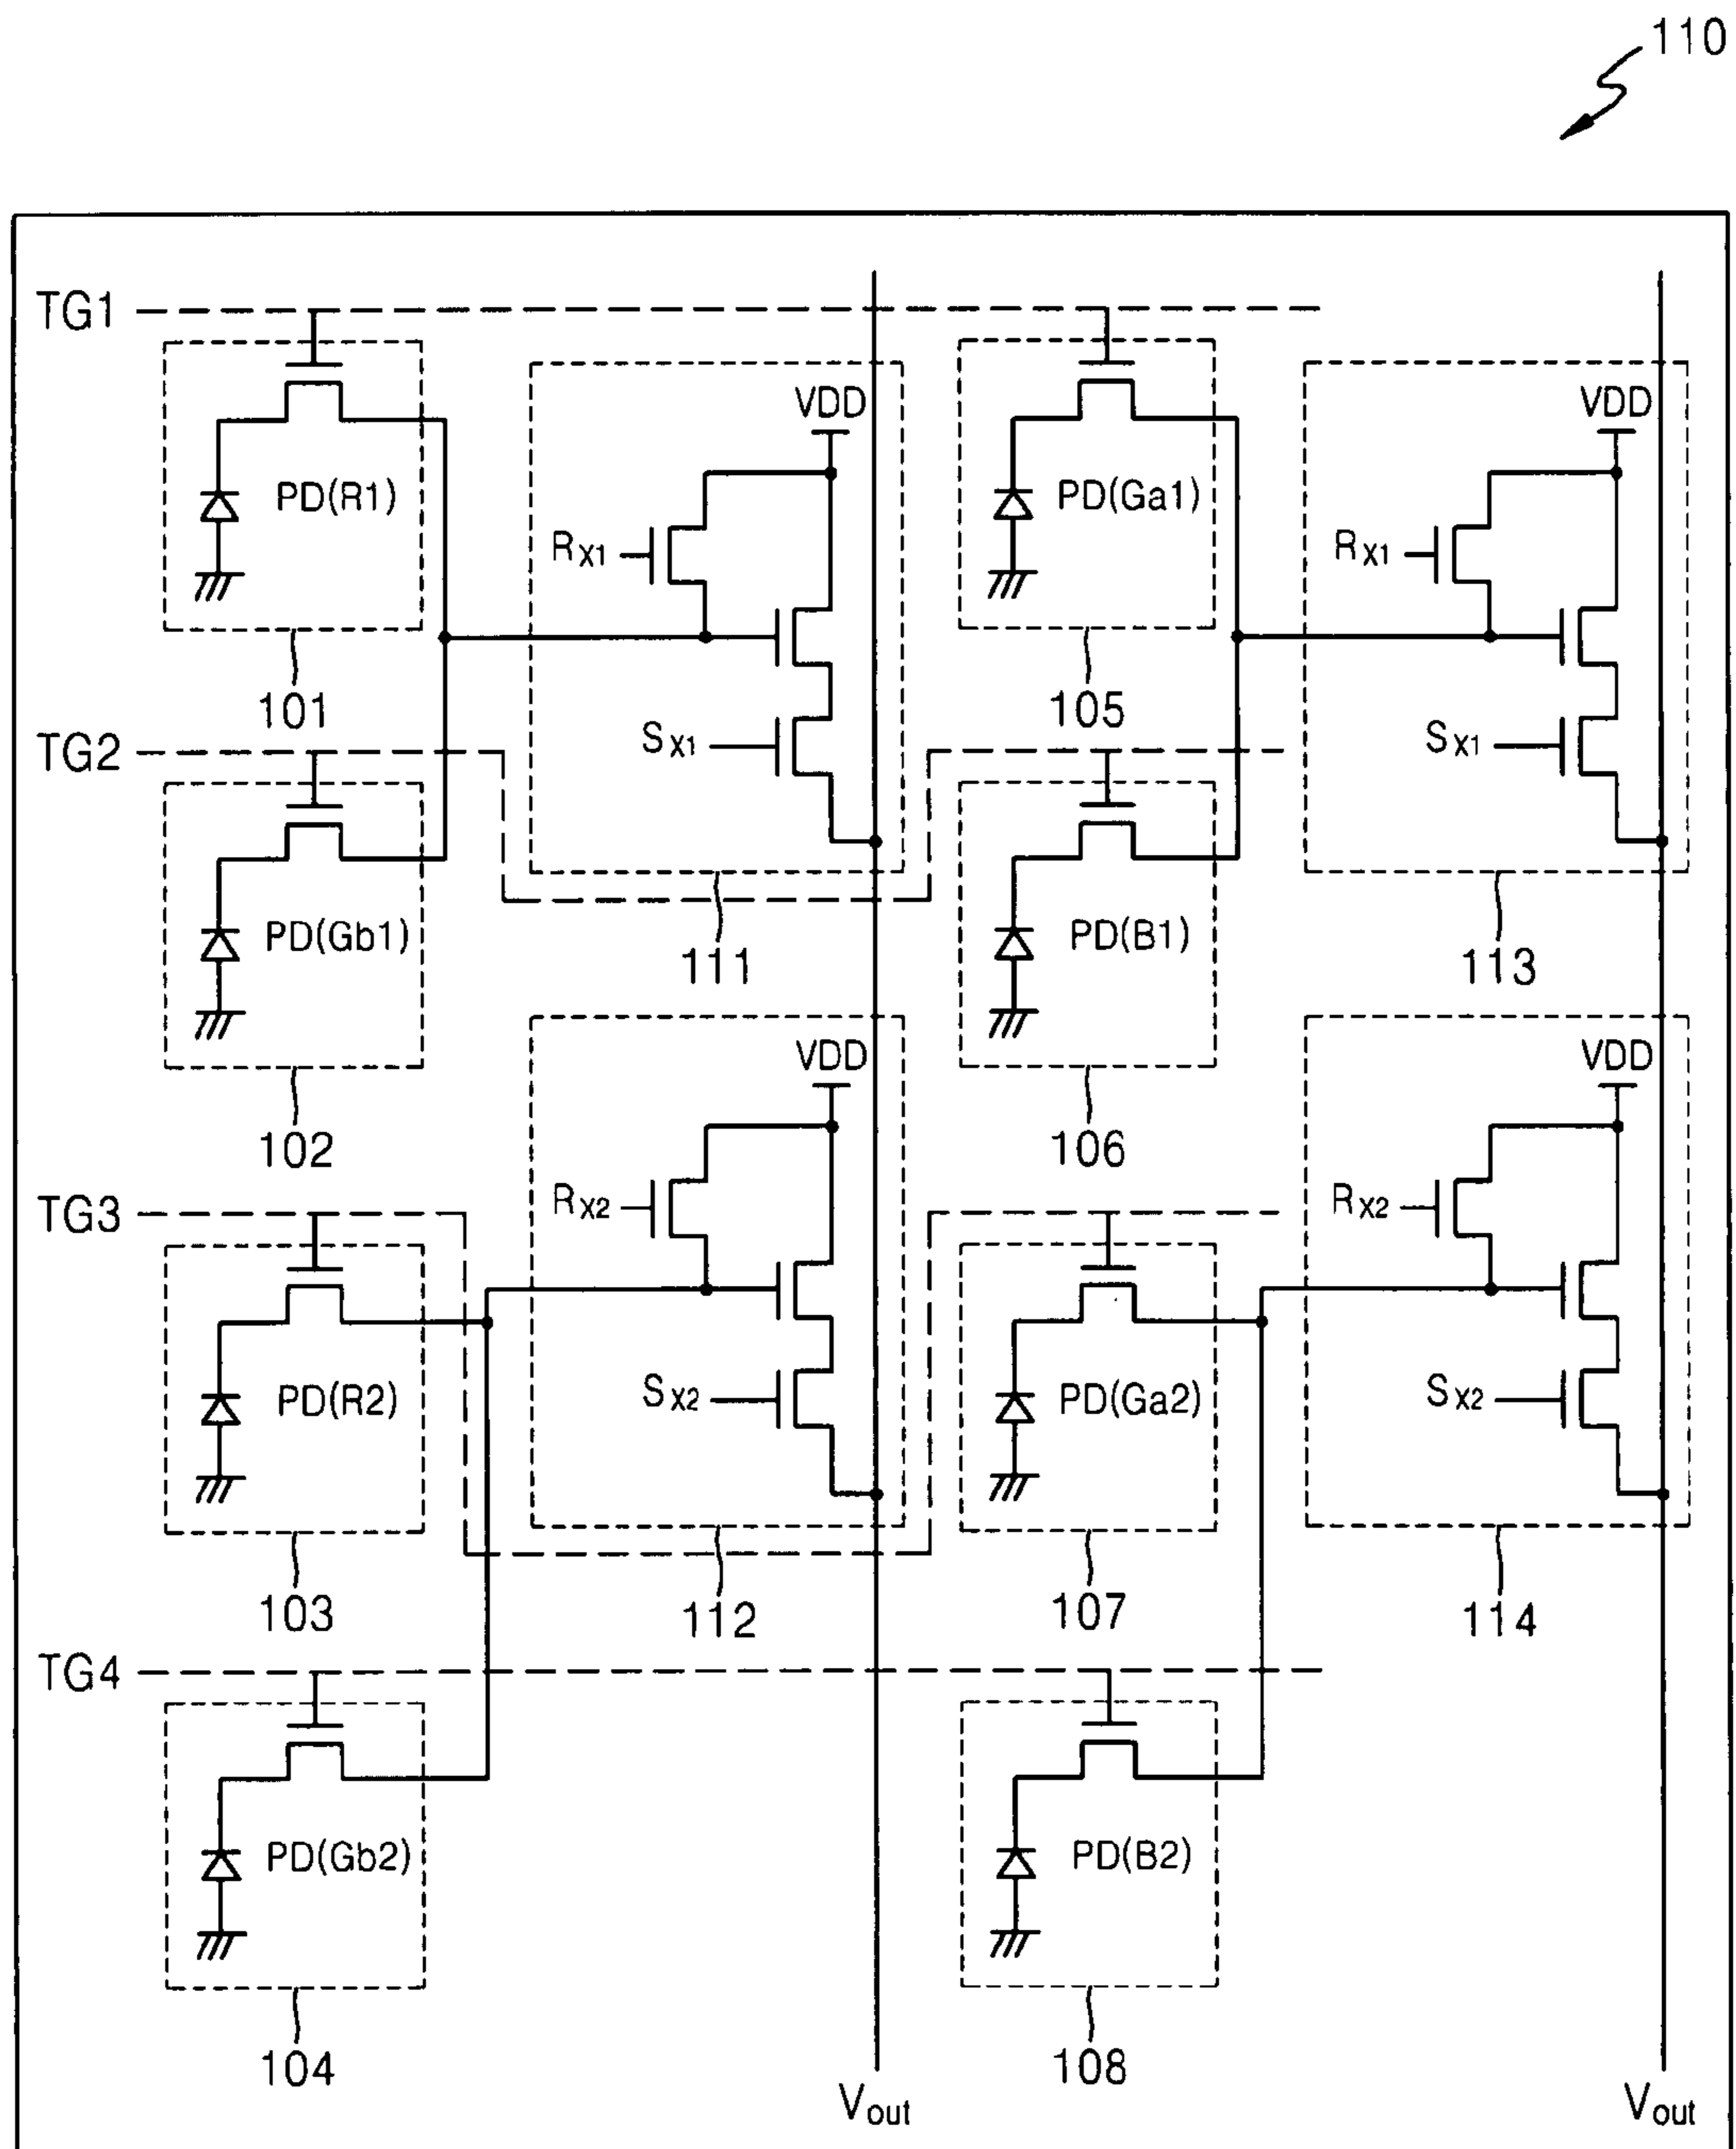 110
TG1
VDD
VDD
PD(R1)
PD(Ga1)
RX1
RX1
101
105
SX1
SX1
TG2
PD(Gb1)
PD(B1)
111
113
VDD
VDD
102
106
RX2
RX2
TG3
PD(R2)
SX2
PD(Ga2)
SX2
103
112
107
114
TG4
PD(Gb2)
PD(B2)
104
108
Vout
Vout